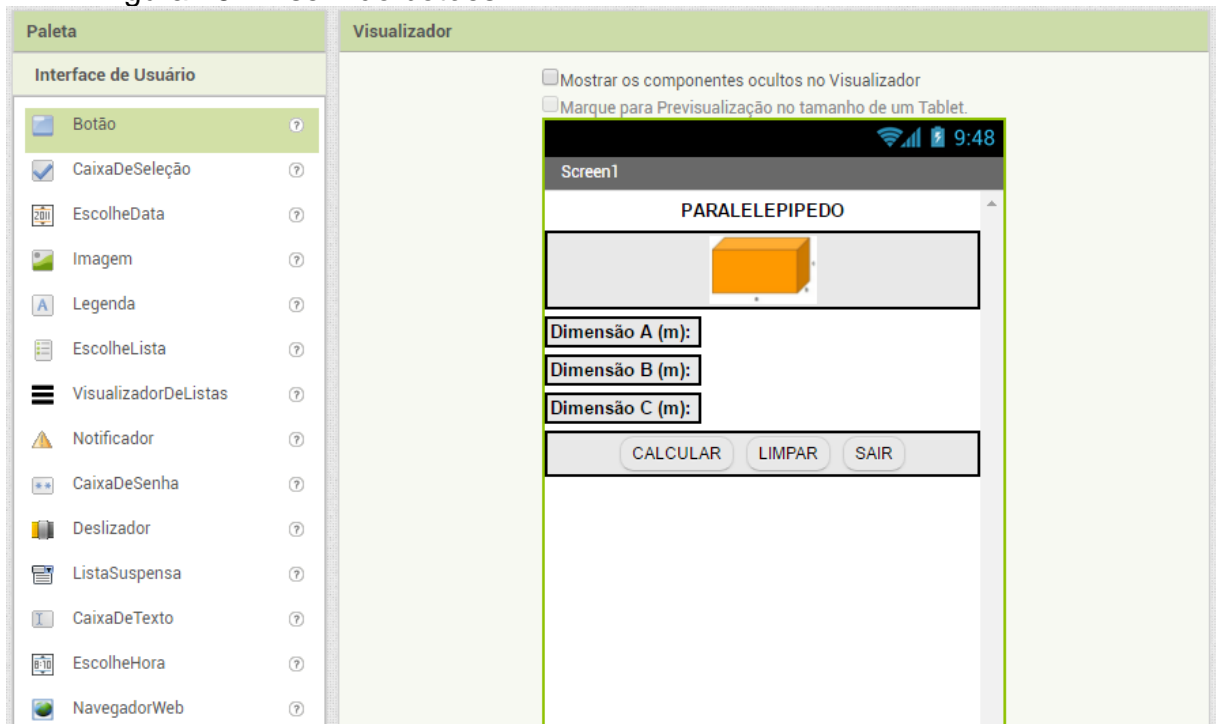 Paleta
Interface de Usuário
Botão
CaixaDeSeleção
EscolheData
Imagem
Legenda
EscolheLista
VisualizadorDeListas
Notificador
CaixaDeSenha
Deslizador
ListaSuspensa
CaixaDeTexto
EscolheHora
NavegadorWeb
Visualizador
Mostrar os componentes ocultos no Visualizador
Marque para Previsualização no tamanho de um Tablet.
9:48
Screen1
PARALELEPIPEDO
Dimensão A (m):
Dimensão B (m):
Dimensão C (m):
CALCULAR LIMPAR SAIR